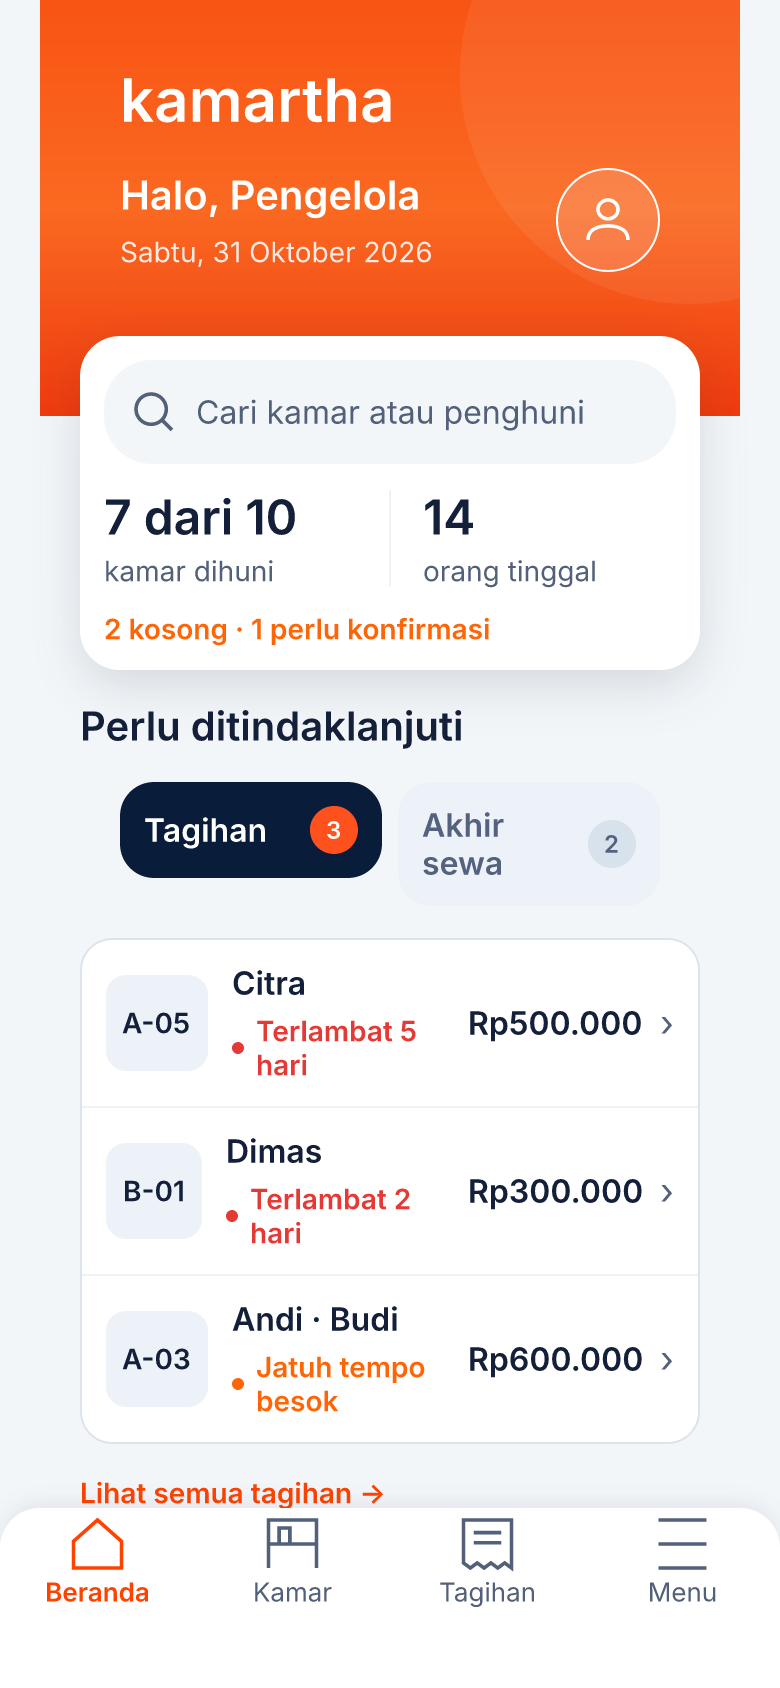 kamartha
Halo, Pengelola
Sabtu, 31 Oktober 2026
Cari kamar atau penghuni
7 dari 10
kamar dihuni
14
orang tinggal
2 kosong · 1 perlu konfirmasi
Perlu ditindaklanjuti
Tagihan 3
Akhir
sewa
2
A-05
Citra
Terlambat 5
hari
Rp500.000 ›
B-01
Dimas
Terlambat 2
hari
Rp300.000 ›
A-03
Andi · Budi
Jatuh tempo
besok
Rp600.000 ›
Lihat semua tagihan →
Beranda
Kamar
Tagihan
Menu